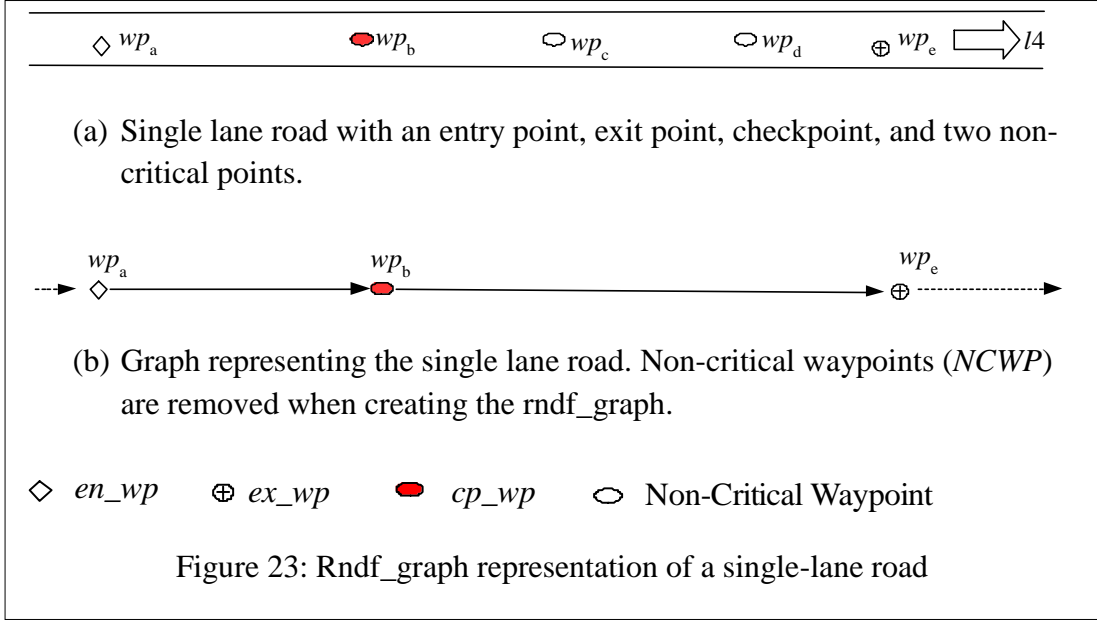 wpa wpb wpc wpd wpe l4
(a) Single lane road with an entry point, exit point, checkpoint, and two non-
critical points.
wpa wpb wpe
(b) Graph representing the single lane road. Non-critical waypoints (NCWP)
are removed when creating the rndf_graph.
en_wp ex_wp cp_wp Non-Critical Waypoint
Figure 23: Rndf_graph representation of a single-lane road